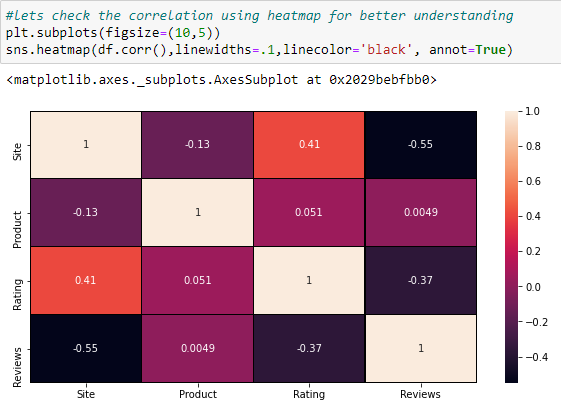 #lets check the correlation using heatmap for better understanding
plt.subplots(figsize=(10,5))
sns.heatmap(df.corr(),linewidths=.1,linecolor='black', annot=True)
<matplotlib.axes._subplots.AxesSubplot at 0x2029bebfbb0>
Site 1 -0.13 0.41 -0.55
Product -0.13 1 0.051 0.0049
Rating 0.41 0.051 1 -0.37
Reviews -0.55 0.0049 -0.37 1
Site Product Rating Reviews
1.0
0.8
0.6
0.4
0.2
0.0
−0.2
−0.4